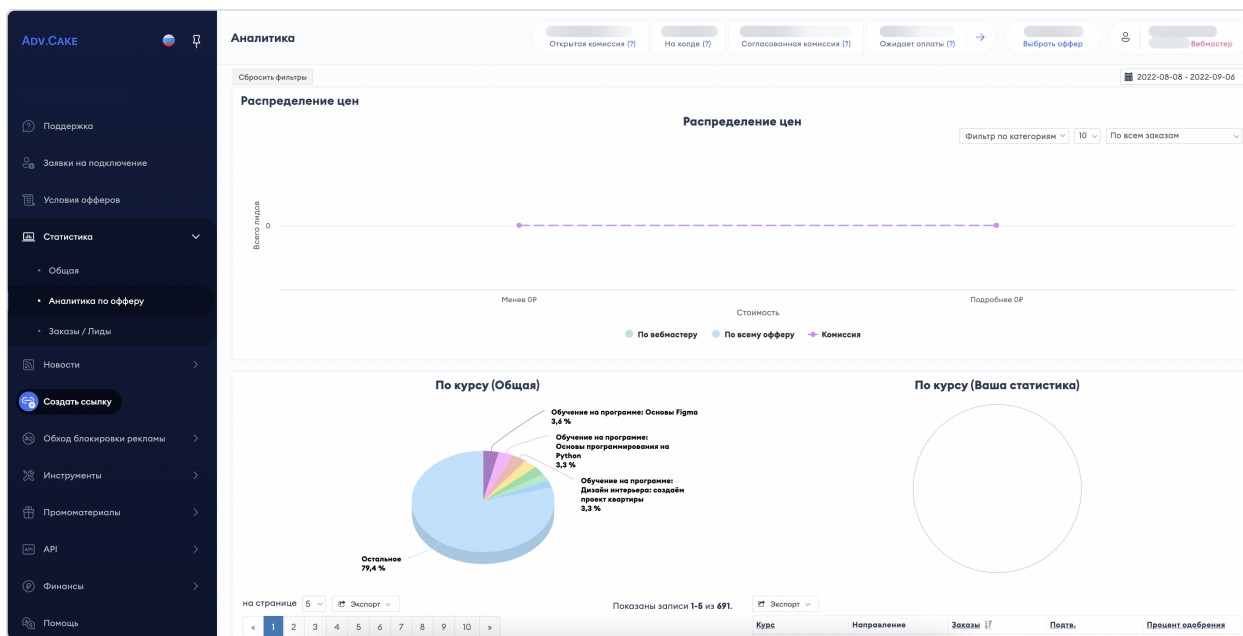 ADV.CAKE
Аналитика
Открытая комиссия (?)
На холде (?)
Согласованная комиссия (?)
Ожидает оплаты (?)
Выбрать оффер
Вебмастер
Поддержка
Заявки на подключение
Условия офферов
Статистика
Общая
Аналитика по офферу
Заказы / Лиды
Новости
Создать ссылку
Обход блокировки рекламы
Инструменты
Промоматериалы
API
Финансы
Помощь
Сбросить фильтры
2022-08-08 - 2022-09-06
Распределение цен
Распределение цен
Фильтр по категориям
10
По всем заказам
Всего лидов
0
Менее 0₽
Подробнее 0₽
Стоимость
По вебмастеру
По всему офферу
Комиссия
По курсу (Общая)
Обучение на программе: Основы Figma
3,6 %
Обучение на программе:
Основы программирования на
Python
3,3 %
Обучение на программе:
Дизайн интерьера: создаём
проект квартиры
3,3 %
Остальное
79,4 %
По курсу (Ваша статистика)
на странице 5 Экспорт
Показаны записи 1-5 из 691.
« 1 2 3 4 5 6 7 8 9 10 »
Экспорт
Курс Направление Заказы Подтв. Процент одобрения